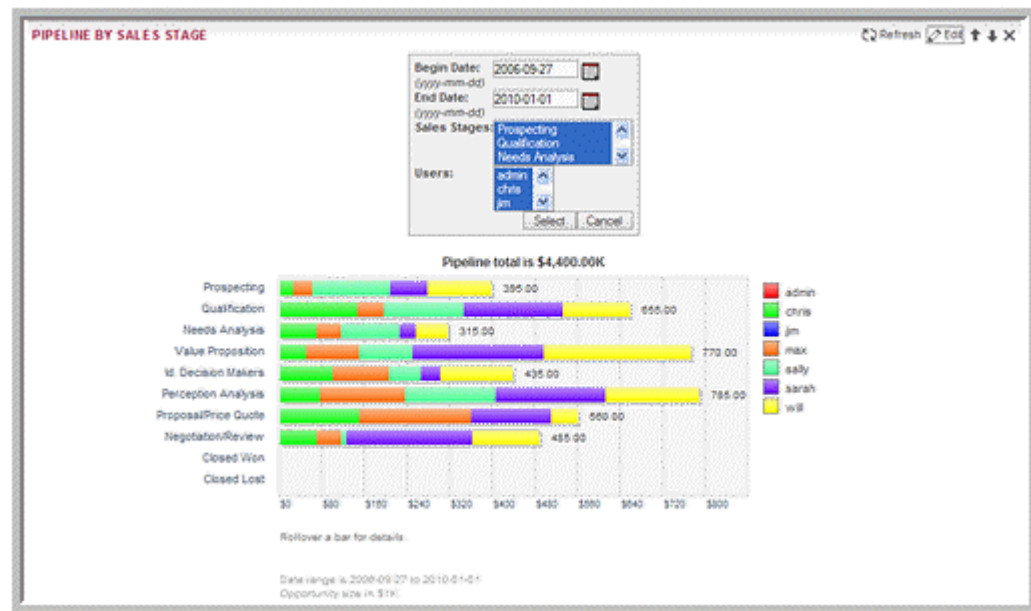 PIPELINE BY SALES STAGE
Refresh Edit
Begin Date: 2006-09-27
(yyyy-mm-dd)
End Date: 2010-01-01
(yyyy-mm-dd)
Sales Stages: Prospecting
Qualification
Needs Analysis
Users: admin
chris
jim
Select Cancel
Pipeline total is $4,400.00K
Prospecting 395.00
Qualification 655.00
Needs Analysis 315.00
Value Proposition 770.00
Id. Decision Makers 435.00
Perception Analysis 785.00
Proposal/Price Quote 560.00
Negotiation/Review 485.00
Closed Won
Closed Lost
$0 $80 $160 $240 $320 $400 $480 $560 $640 $720 $800
admin
chris
jim
max
sally
sarah
will
Rollover a bar for details.
Date range is 2006-09-27 to 2010-01-01
Opportunity size in $1K